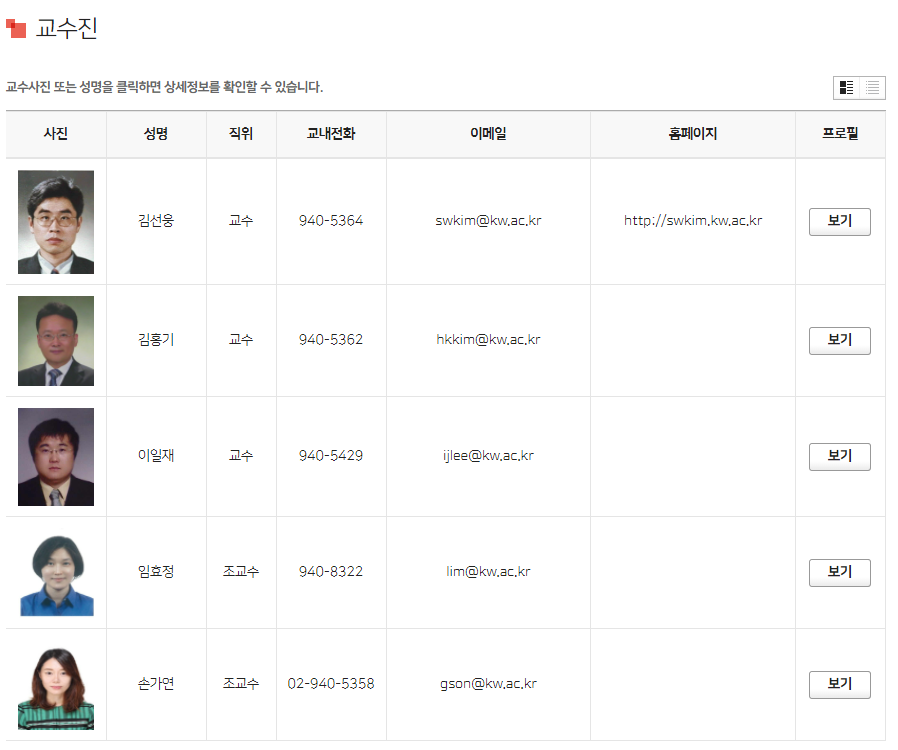 교수진
교수사진 또는 성명을 클릭하면 상세정보를 확인할 수 있습니다.
사진 성명 직위 교내전화 이메일 홈페이지 프로필
김선웅 교수 940-5364 swkim@kw.ac.kr http://swkim.kw.ac.kr 보기
김홍기 교수 940-5362 hkkim@kw.ac.kr 보기
이일재 교수 940-5429 ijlee@kw.ac.kr 보기
임효정 조교수 940-8322 lim@kw.ac.kr 보기
손가연 조교수 02-940-5358 gson@kw.ac.kr 보기